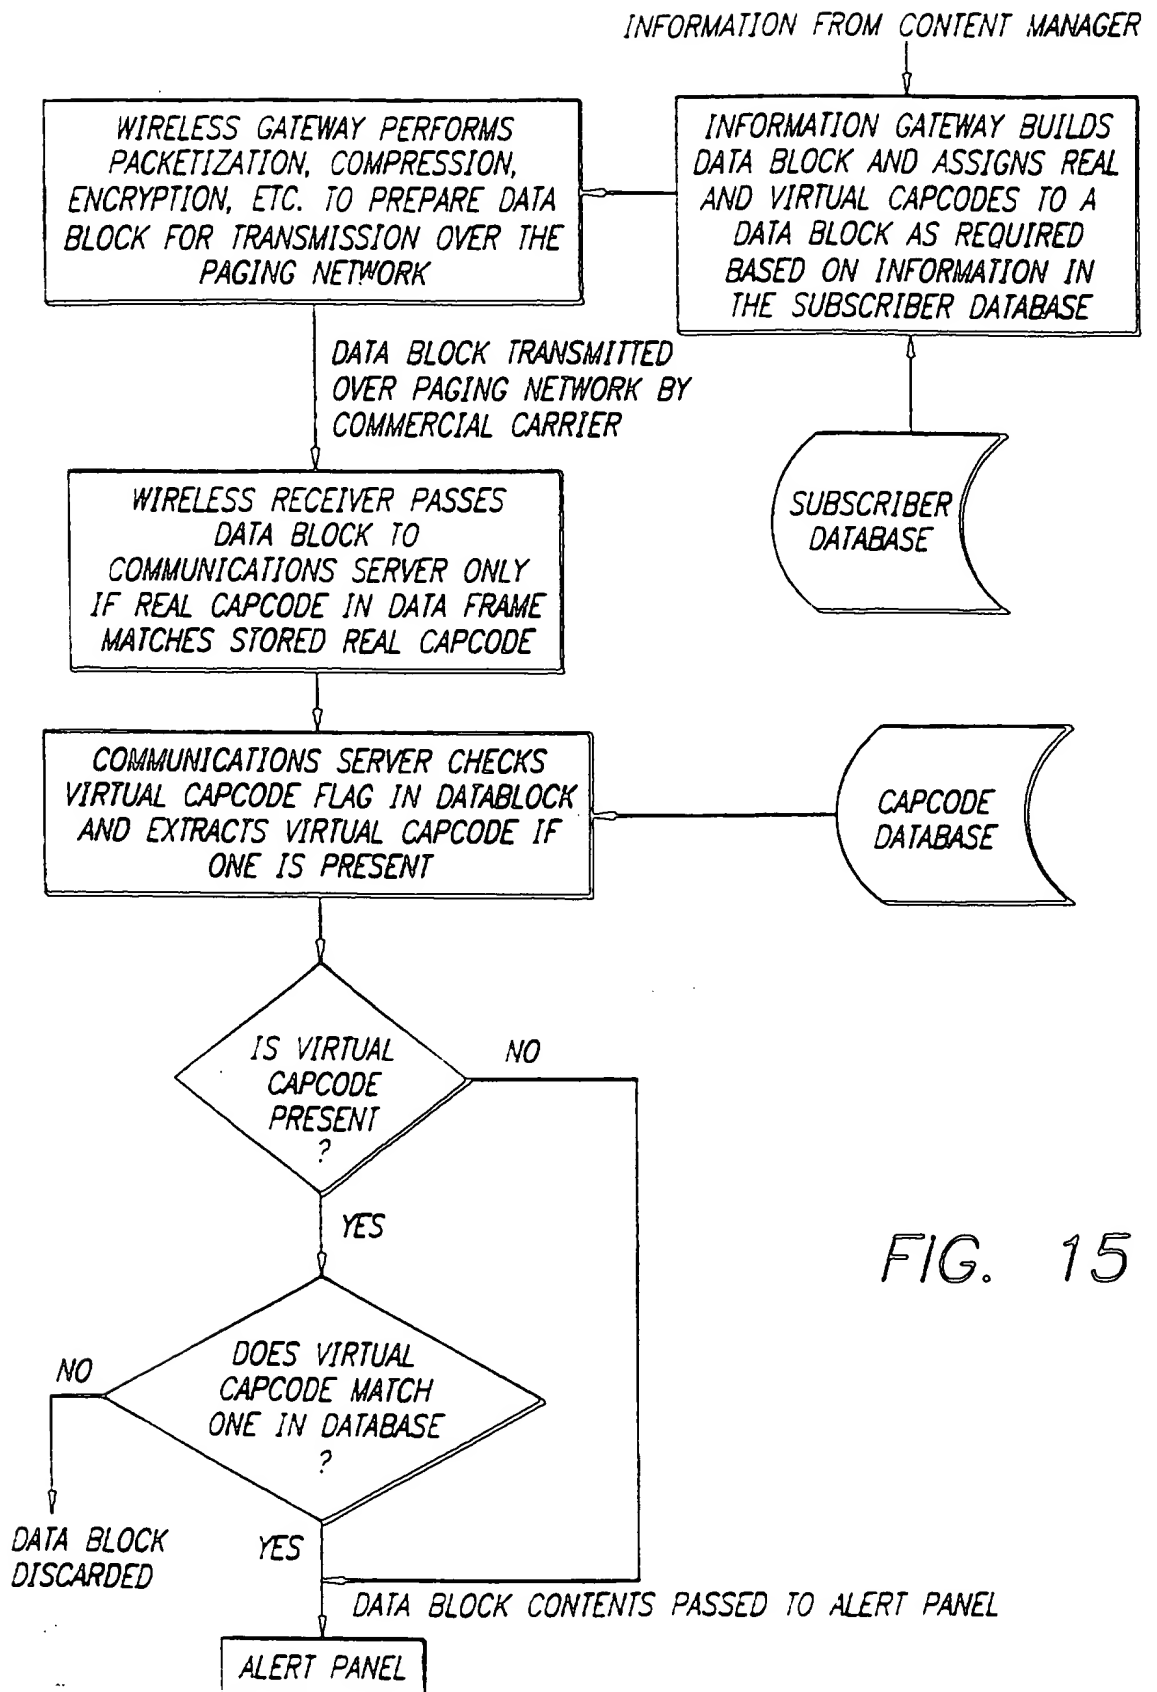 INFORMATION FROM CONTENT MANAGER
INFORMATION GATEWAY BUILDS
DATA BLOCK AND ASSIGNS REAL
AND VIRTUAL CAPCODES TO A
DATA BLOCK AS REQUIRED
BASED ON INFORMATION IN
THE SUBSCRIBER DATABASE
WIRELESS GATEWAY PERFORMS
PACKETIZATION, COMPRESSION,
ENCRYPTION, ETC. TO PREPARE DATA
BLOCK FOR TRANSMISSION OVER THE
PAGING NETWORK
SUBSCRIBER
DATABASE
DATA BLOCK TRANSMITTED
OVER PAGING NETWORK BY
COMMERCIAL CARRIER
WIRELESS RECEIVER PASSES
DATA BLOCK TO
COMMUNICATIONS SERVER ONLY
IF REAL CAPCODE IN DATA FRAME
MATCHES STORED REAL CAPCODE
COMMUNICATIONS SERVER CHECKS
VIRTUAL CAPCODE FLAG IN DATABLOCK
AND EXTRACTS VIRTUAL CAPCODE IF
ONE IS PRESENT
CAPCODE
DATABASE
IS VIRTUAL
CAPCODE
PRESENT
?
NO
YES
DOES VIRTUAL
CAPCODE MATCH
ONE IN DATABASE
?
NO
DATA BLOCK
DISCARDED
YES
DATA BLOCK CONTENTS PASSED TO ALERT PANEL
ALERT PANEL
FIG. 15